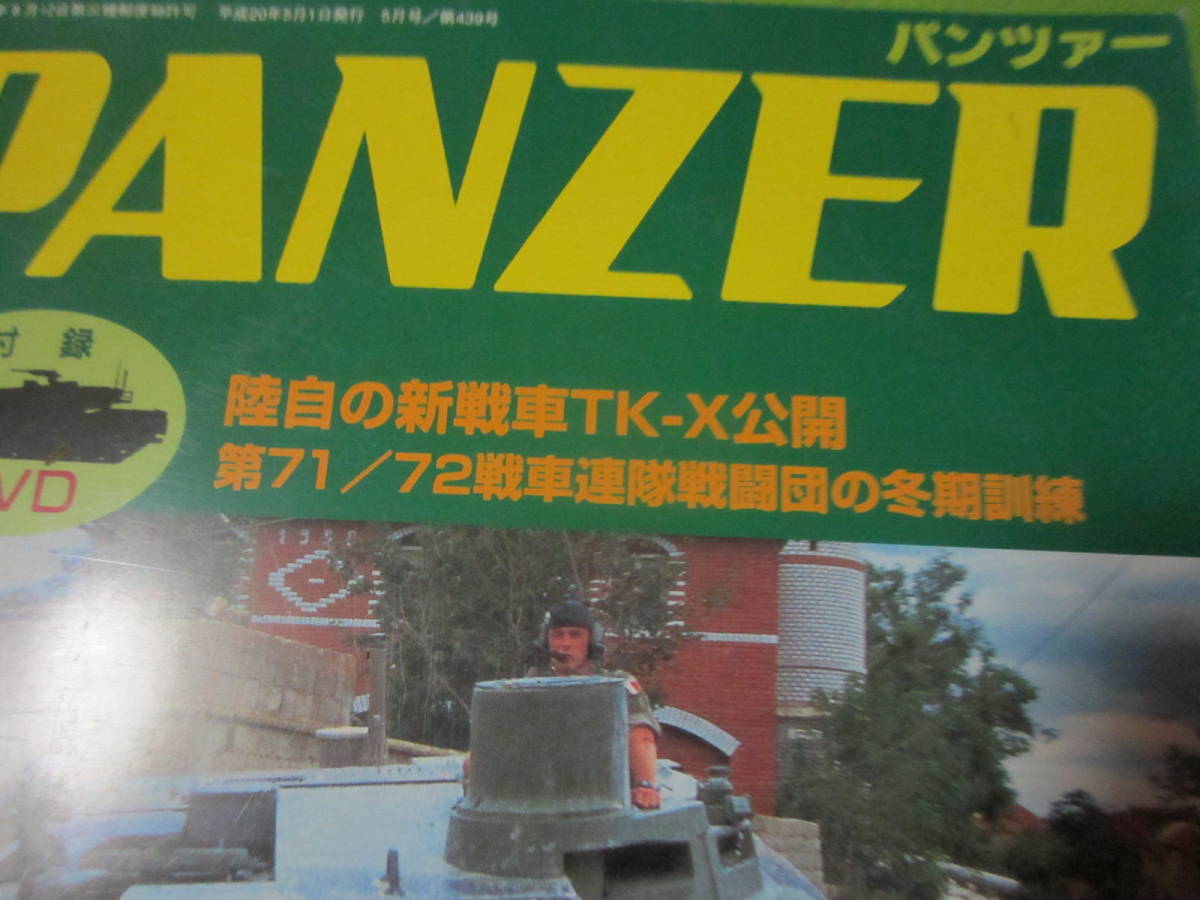 平成20年5月1日発行 5月号/第439号
パンツァー
PANZER
付録
VD
陸自の新戦車TK-X公開
第71/72戦車連隊戦闘団の冬期訓練